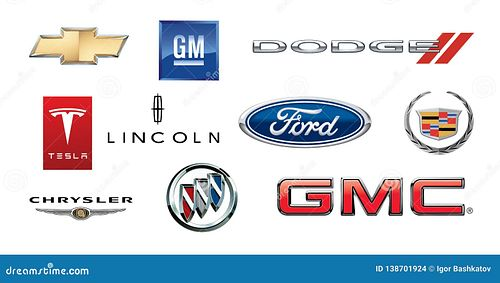 GM
DODGE
TESLA
LINCOLN
Ford
CHRYSLER
GMC®
dreamstime.com
ID 138701924 © Igor Bashkatov